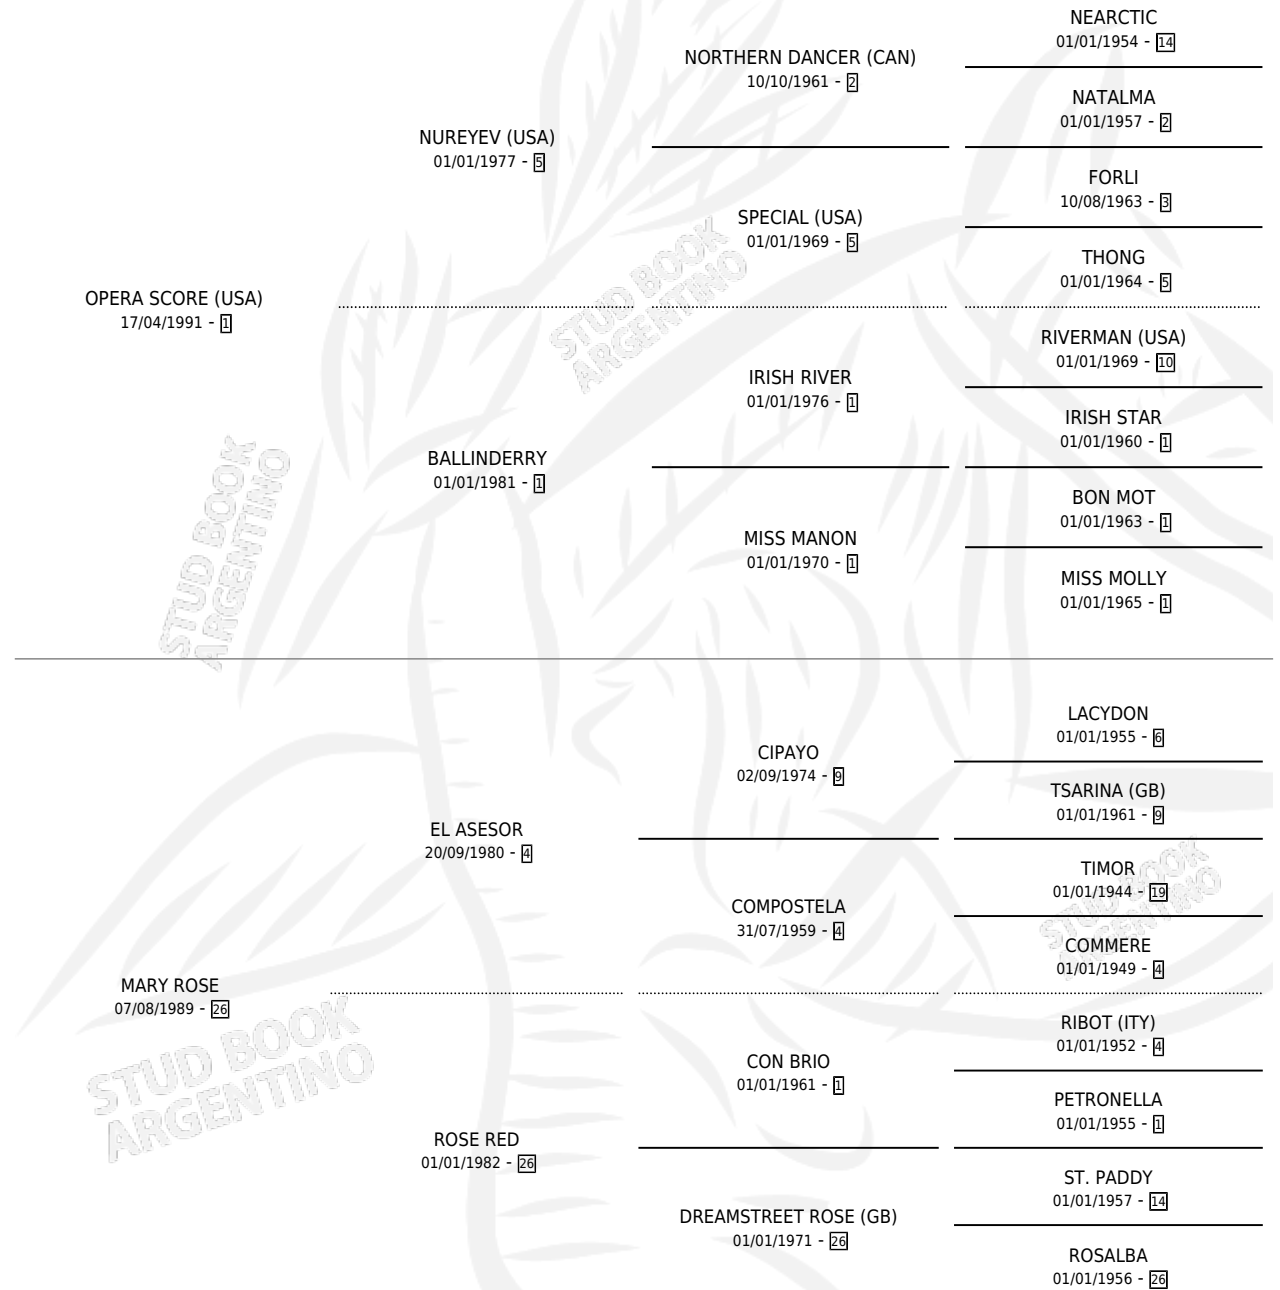 NEARCTIC
01/01/1954 - 14
NORTHERN DANCER (CAN)
10/10/1961 - 2
NATALMA
01/01/1957 - 2
NUREYEV (USA)
01/01/1977 - 5
FORLI
10/08/1963 - 3
SPECIAL (USA)
01/01/1969 - 5
THONG
01/01/1964 - 5
OPERA SCORE (USA)
17/04/1991 - 1
RIVERMAN (USA)
01/01/1969 - 10
IRISH RIVER
01/01/1976 - 1
IRISH STAR
01/01/1960 - 1
BALLINDERRY
01/01/1981 - 1
BON MOT
01/01/1963 - 1
MISS MANON
01/01/1970 - 1
MISS MOLLY
01/01/1965 - 1
LACYDON
01/01/1955 - 6
CIPAYO
02/09/1974 - 9
TSARINA (GB)
01/01/1961 - 9
EL ASESOR
20/09/1980 - 4
TIMOR
01/01/1944 - 19
COMPOSTELA
31/07/1959 - 4
COMMERE
01/01/1949 - 4
MARY ROSE
07/08/1989 - 26
RIBOT (ITY)
01/01/1952 - 4
CON BRIO
01/01/1961 - 1
PETRONELLA
01/01/1955 - 1
ROSE RED
01/01/1982 - 26
ST. PADDY
01/01/1957 - 14
DREAMSTREET ROSE (GB)
01/01/1971 - 26
ROSALBA
01/01/1956 - 26
STUD BOOK
ARGENTINO
STUD BOOK
ARGENTINO
STUD BOOK
ARGENTINO
STUD BOOK
ARGENTINO